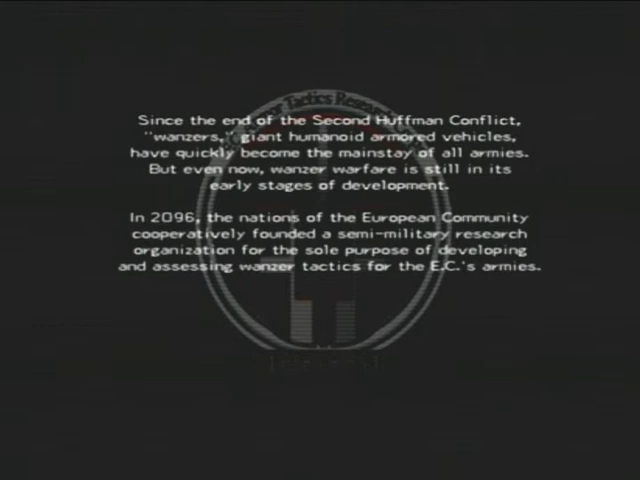 Tactics Research
Since the end of the Second Huffman Conflict,
"wanzers," giant humanoid armored vehicles,
have quickly become the mainstay of all armies.
But even now, wanzer warfare is still in its
early stages of development.
In 2096, the nations of the European Community
cooperatively founded a semi-military research
organization for the sole purpose of developing
and assessing wanzer tactics for the E.C.'s armies.